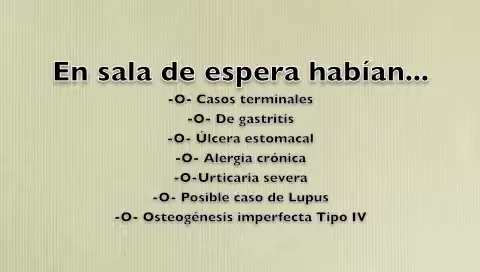 En sala de espera habían...
-O- Casos terminales
-O- De gastritis
-O- Úlcera estomacal
-O- Alergia crónica
-O-Urticaria severa
-O- Posible caso de Lupus
-O- Osteogénesis imperfecta Tipo IV